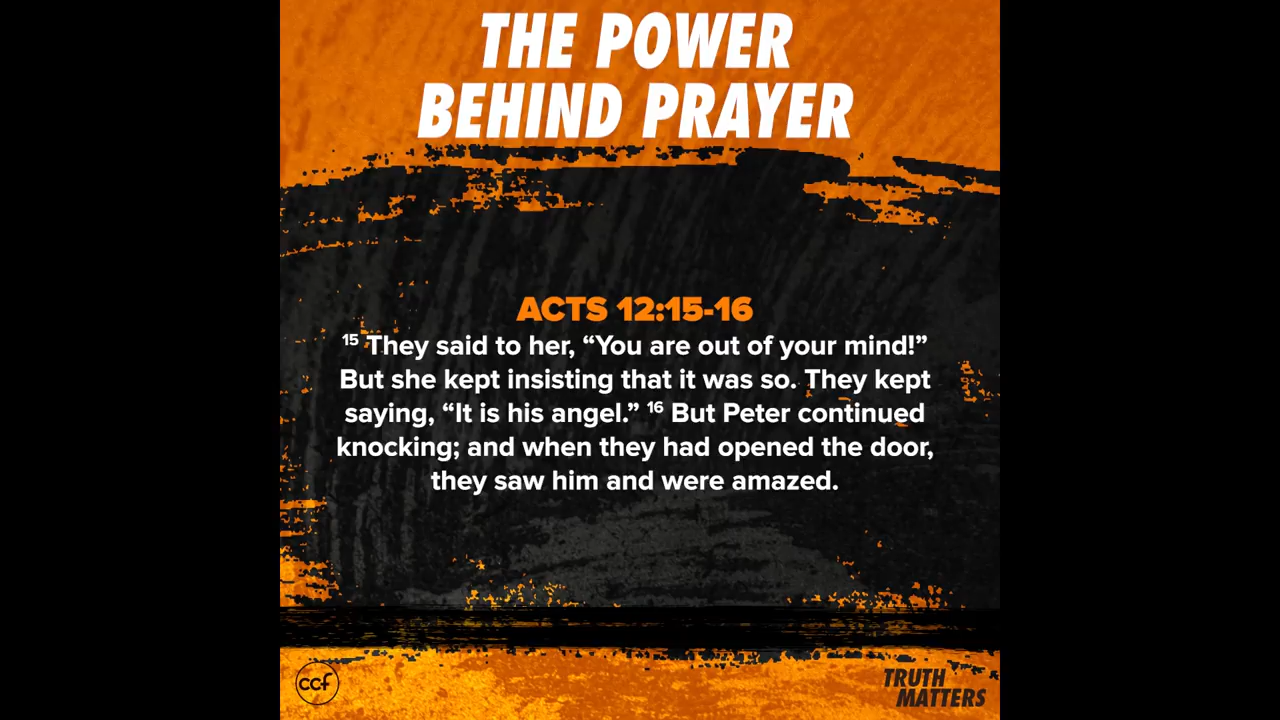 THE POWER
BEHIND PRAYER
ACTS 12:15-16
¹⁵ They said to her, “You are out of your mind!”
But she kept insisting that it was so. They kept
saying, “It is his angel.” ¹⁶ But Peter continued
knocking; and when they had opened the door,
they saw him and were amazed.
ccf
TRUTH
MATTERS